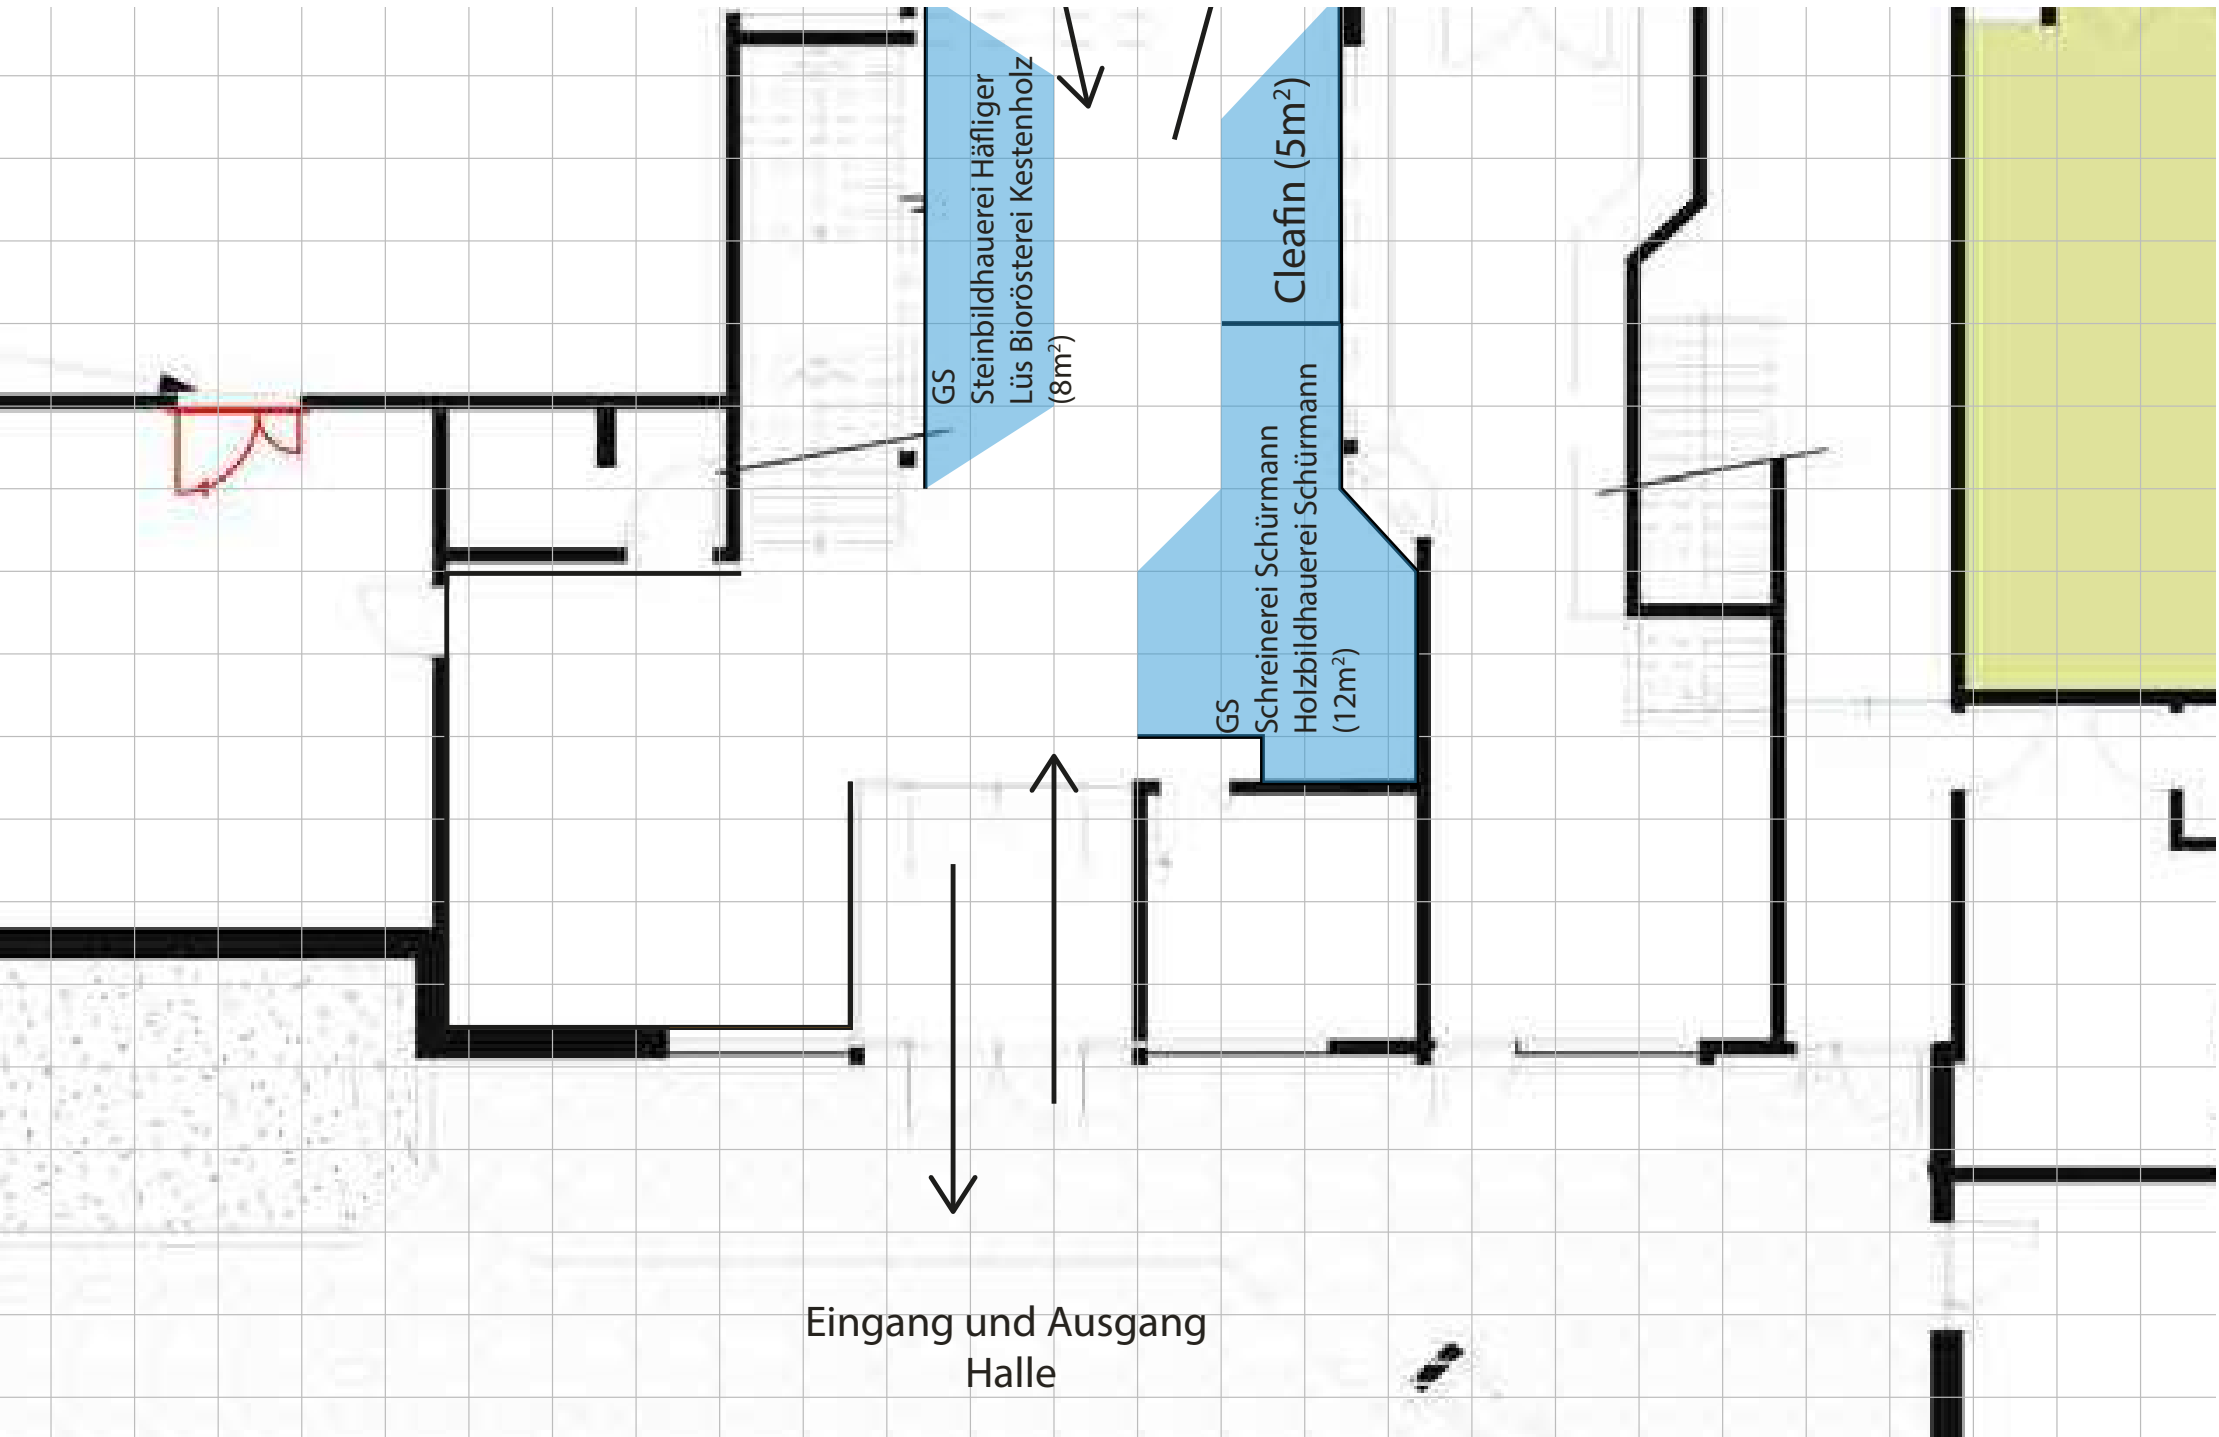 GS
Steinbildhauerei Häfliger
Lüs Biorösterei Kestenholz
(8m²)
Cleafin (5m²)
GS
Schreinerei Schürmann
Holzbildhauerei Schürmann
(12m²)
Eingang und Ausgang
Halle